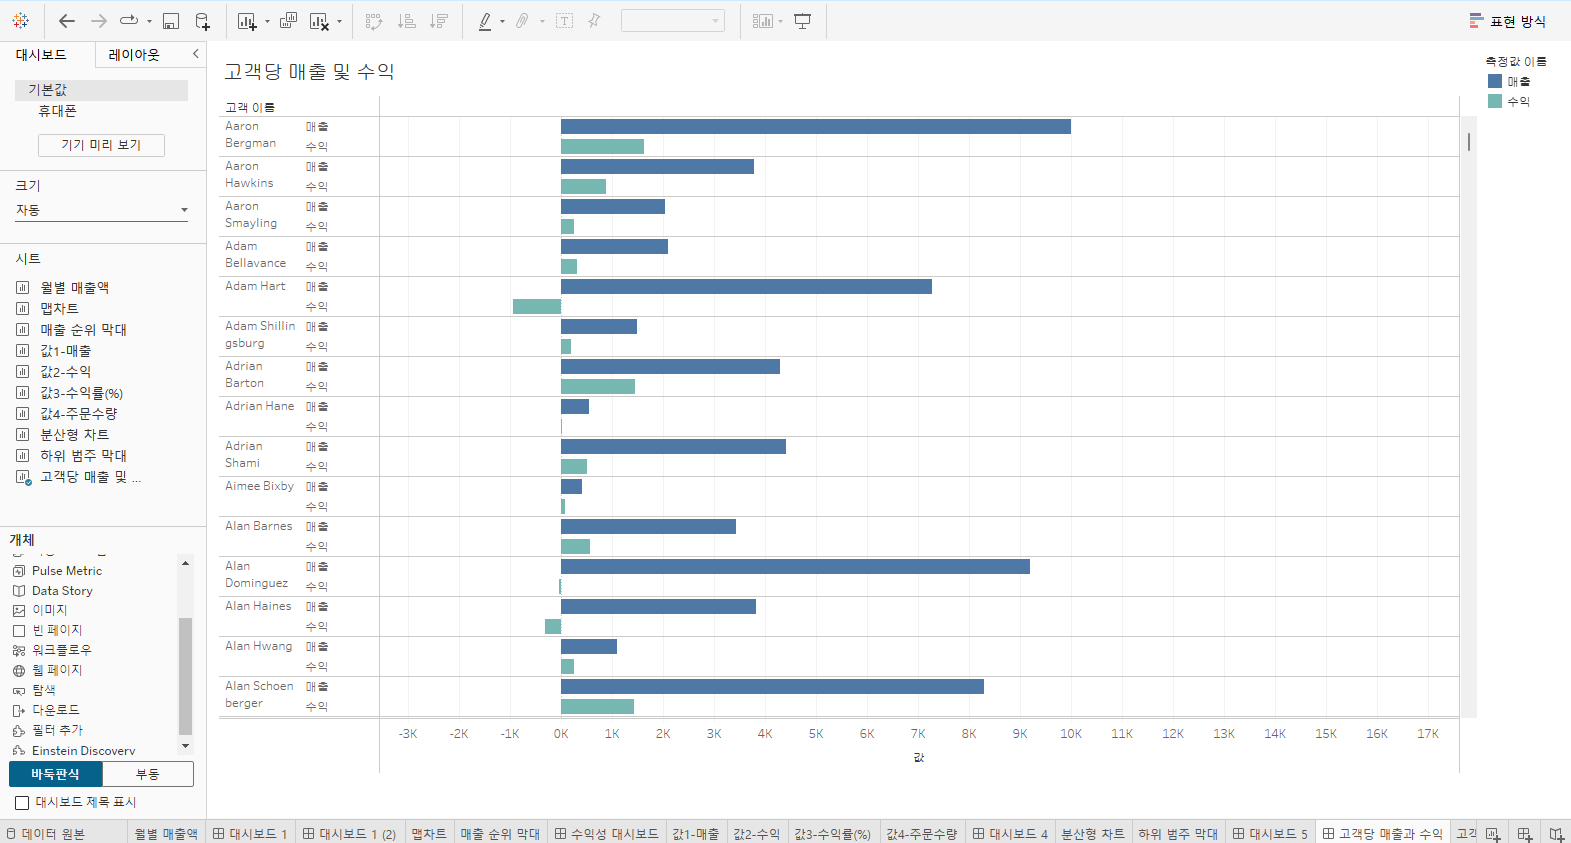 표현 방식
대시보드
레이아웃
기본값
휴대폰
기기 미리 보기
크기
자동
시트
월별 매출액
맵차트
매출 순위 막대
값1-매출
값2-수익
값3-수익률(%)
값4-주문수량
분산형 차트
하위 범주 막대
고객당 매출 및 ...
개체
Pulse Metric
Data Story
이미지
빈 페이지
워크플로우
웹 페이지
탐색
다운로드
필터 추가
Einstein Discovery
바둑판식
부동
대시보드 제목 표시
고객당 매출 및 수익
고객 이름
Aaron
Bergman
매출
수익
Aaron
Hawkins
매출
수익
Aaron
Smayling
매출
수익
Adam
Bellavance
매출
수익
Adam Hart
매출
수익
Adam Shillin
gsburg
매출
수익
Adrian
Barton
매출
수익
Adrian Hane
매출
수익
Adrian
Shami
매출
수익
Aimee Bixby
매출
수익
Alan Barnes
매출
수익
Alan
Dominguez
매출
수익
Alan Haines
매출
수익
Alan Hwang
매출
수익
Alan Schoen
berger
매출
수익
-3K -2K -1K 0K 1K 2K 3K 4K 5K 6K 7K 8K 9K 10K 11K 12K 13K 14K 15K 16K 17K
값
측정값 이름
매출
수익
데이터 원본 월별 매출액 대시보드 1 대시보드 1 (2) 맵차트 매출 순위 막대 수익성 대시보드 값1-매출 값2-수익 값3-수익률(%) 값4-주문수량 대시보드 4 분산형 차트 하위 범주 막대 대시보드 5 고객당 매출과 수익